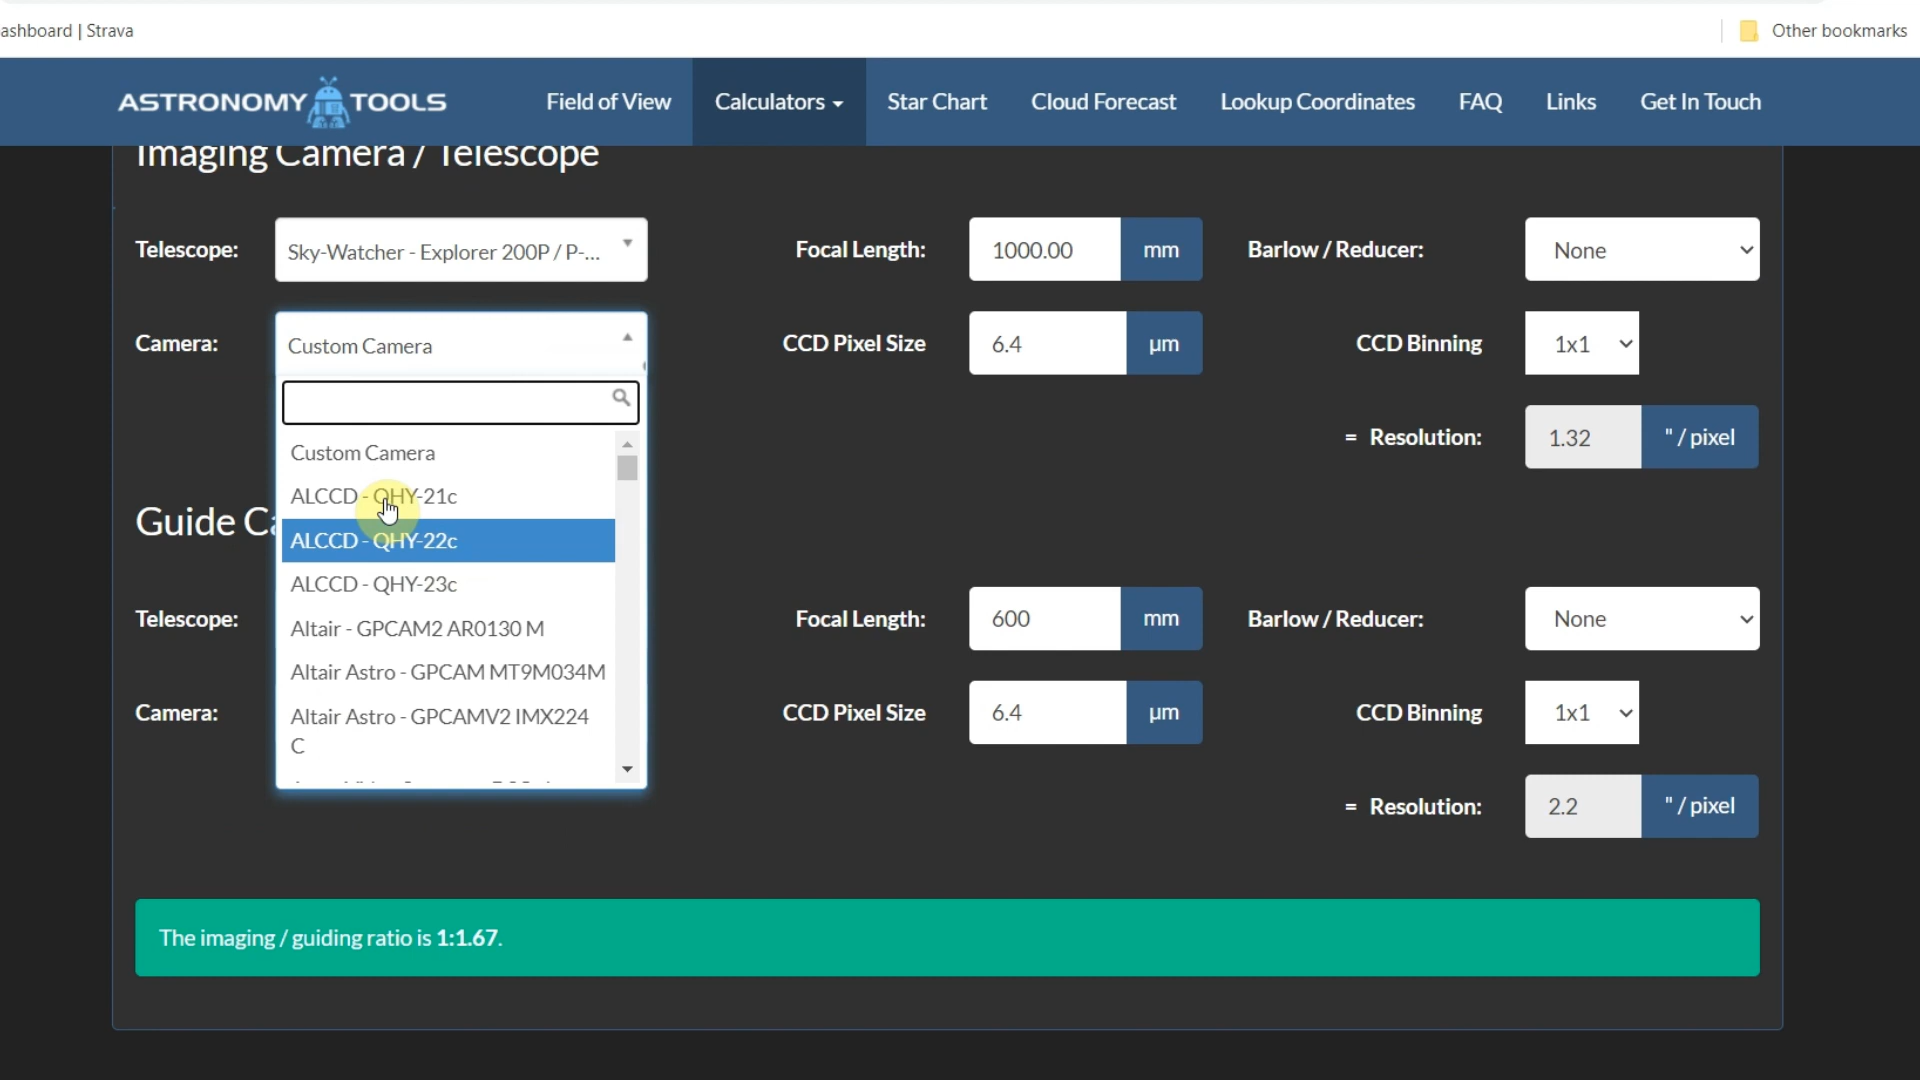 ashboard | Strava
Other bookmarks
ASTRONOMY TOOLS
Field of View
Calculators
Star Chart
Cloud Forecast
Lookup Coordinates
FAQ
Links
Get In Touch
Imaging Camera / Telescope
Telescope:
Sky-Watcher - Explorer 200P / P-...
Focal Length:
1000.00
mm
Barlow / Reducer:
None
Camera:
Custom Camera
CCD Pixel Size
6.4
µm
CCD Binning
1x1
= Resolution:
1.32
" / pixel
Custom Camera
ALCCD - QHY-21c
ALCCD - QHY-22c
ALCCD - QHY-23c
Altair - GPCAM2 AR0130 M
Altair Astro - GPCAM MT9M034M
Altair Astro - GPCAMV2 IMX224
C
Guide Ca
Telescope:
Focal Length:
600
mm
Barlow / Reducer:
None
Camera:
CCD Pixel Size
6.4
µm
CCD Binning
1x1
= Resolution:
2.2
" / pixel
The imaging / guiding ratio is 1:1.67.